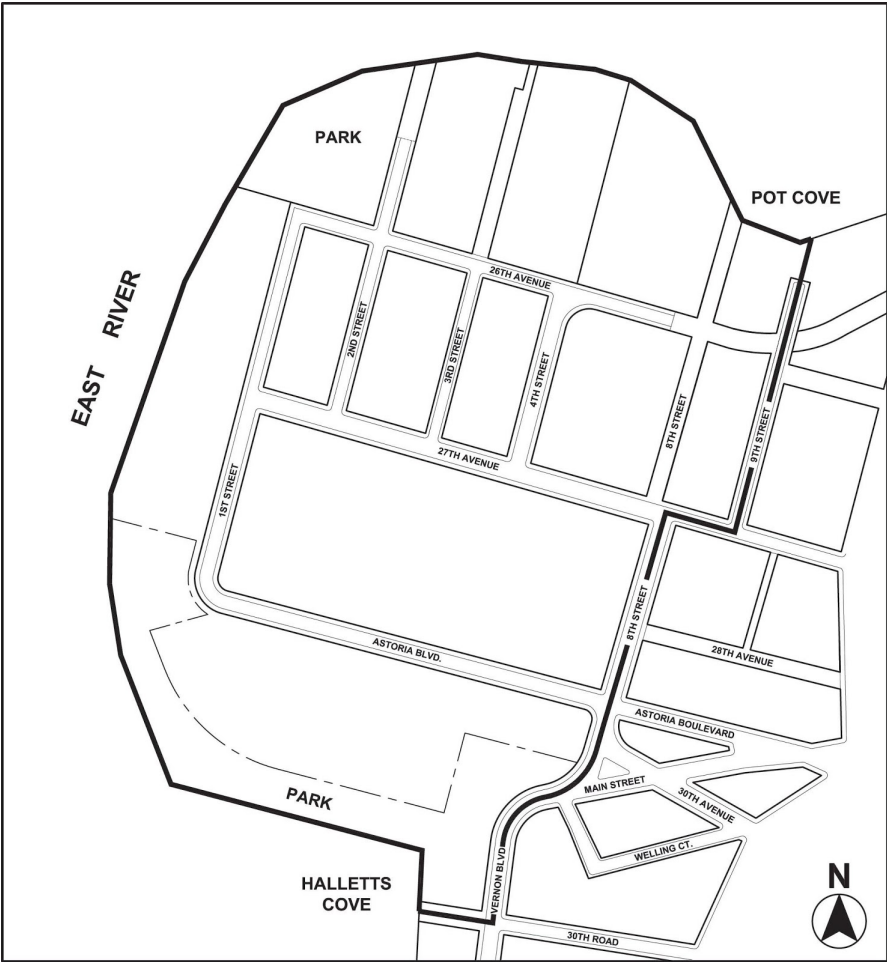 PARK
POT COVE
EAST RIVER
26TH AVENUE
2ND STREET
3RD STREET
4TH STREET
8TH STREET
9TH STREET
27TH AVENUE
1ST STREET
8TH STREET
ASTORIA BLVD.
28TH AVENUE
ASTORIA BOULEVARD
MAIN STREET
30TH AVENUE
PARK
WELLING CT.
VERNON BLVD
HALLETTS
COVE
30TH ROAD
N